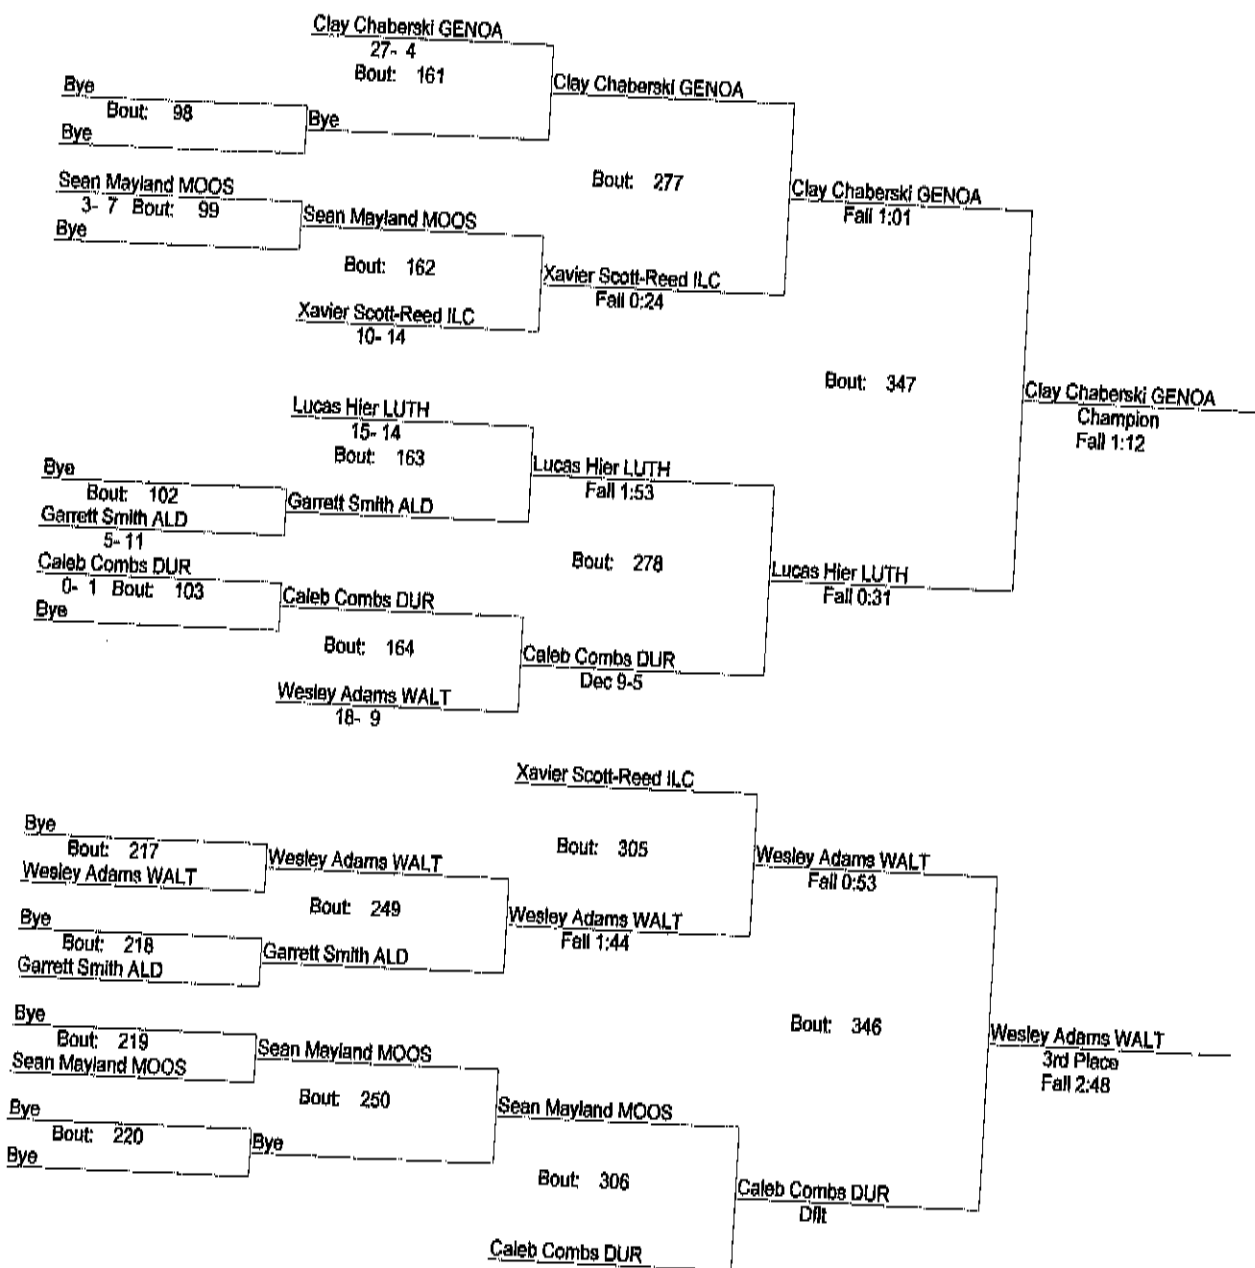 Clay Chaberski GENOA
27- 4
Bout: 161
Clay Chaberski GENOA
Bye
Bout: 98
Bye
Bye
Bout: 277
Clay Chaberski GENOA
Fall 1:01
Sean Mayland MOOS
3- 7 Bout: 99
Sean Mayland MOOS
Bye
Bout: 162
Xavier Scott-Reed ILC
Fall 0:24
Xavier Scott-Reed ILC
10- 14
Bout: 347
Clay Chaberski GENOA
Champion
Fall 1:12
Lucas Hier LUTH
15- 14
Bout: 163
Lucas Hier LUTH
Fall 1:53
Bye
Bout: 102
Garrett Smith ALD
Garrett Smith ALD
5- 11
Bout: 278
Lucas Hier LUTH
Fall 0:31
Caleb Combs DUR
0- 1 Bout: 103
Caleb Combs DUR
Bye
Bout: 164
Caleb Combs DUR
Dec 9-5
Wesley Adams WALT
18- 9
Xavier Scott-Reed ILC
Bye
Bout: 217
Wesley Adams WALT
Wesley Adams WALT
Bout: 305
Wesley Adams WALT
Fall 0:53
Bout: 249
Wesley Adams WALT
Fall 1:44
Bye
Bout: 218
Garrett Smith ALD
Garrett Smith ALD
Bye
Bout: 219
Sean Mayland MOOS
Sean Mayland MOOS
Bout: 346
Wesley Adams WALT
3rd Place
Fall 2:48
Bout: 250
Sean Mayland MOOS
Bye
Bout: 220
Bye
Bye
Bout: 306
Caleb Combs DUR
Dflt
Caleb Combs DUR